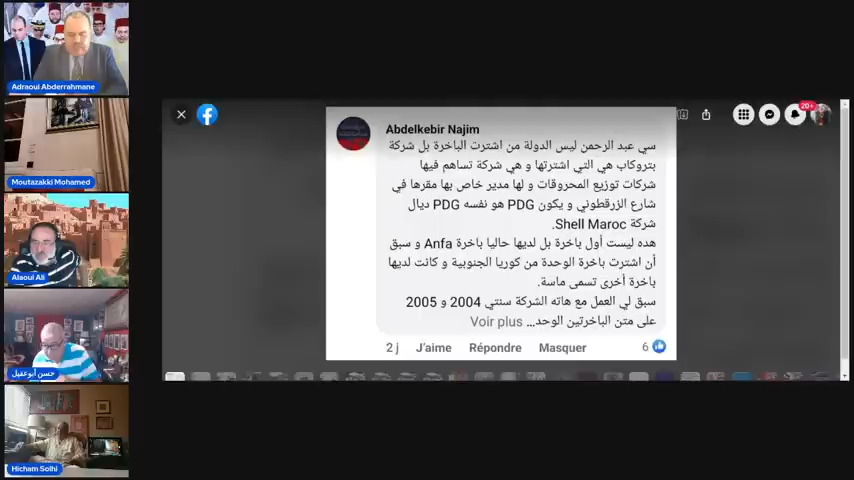 Adraoui Abderrahmane
Moutazakki Mohamed
Alaoui Ali
حسن أبوعقيل
Hicham Solhi
20+
Abdelkebir Najim
سي عبد الرحمن ليس الدولة من اشترت الباخرة بل شركة
بتروكاب هي التي اشترتها و هي شركة تساهم فيها
شركات توزيع المحروقات و لها مدير خاص بها مقرها في
شارع الزرقطوني و يكون PDG هو نفسه PDG ديال
شركة Shell Maroc.
هده ليست أول باخرة بل لديها حاليا باخرة Anfa و سبق
أن اشترت باخرة الوحدة من كوريا الجنوبية و كانت لديها
باخرة أخرى تسمى ماسة.
سبق لي العمل مع هاته الشركة سنتي 2004 و 2005
على متن الباخرتين الوحد... Voir plus
2 j J'aime Répondre Masquer 6